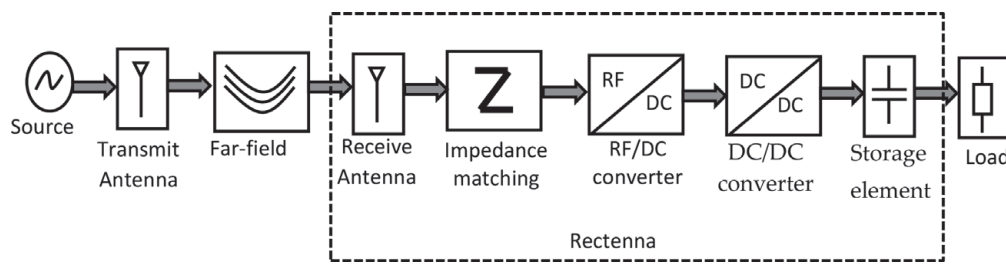 Source
Transmit
Antenna
Far-field
Receive
Antenna
Z
Impedance
matching
RF
DC
RF/DC
converter
DC
DC
DC/DC
converter
Storage
element
Load
Rectenna